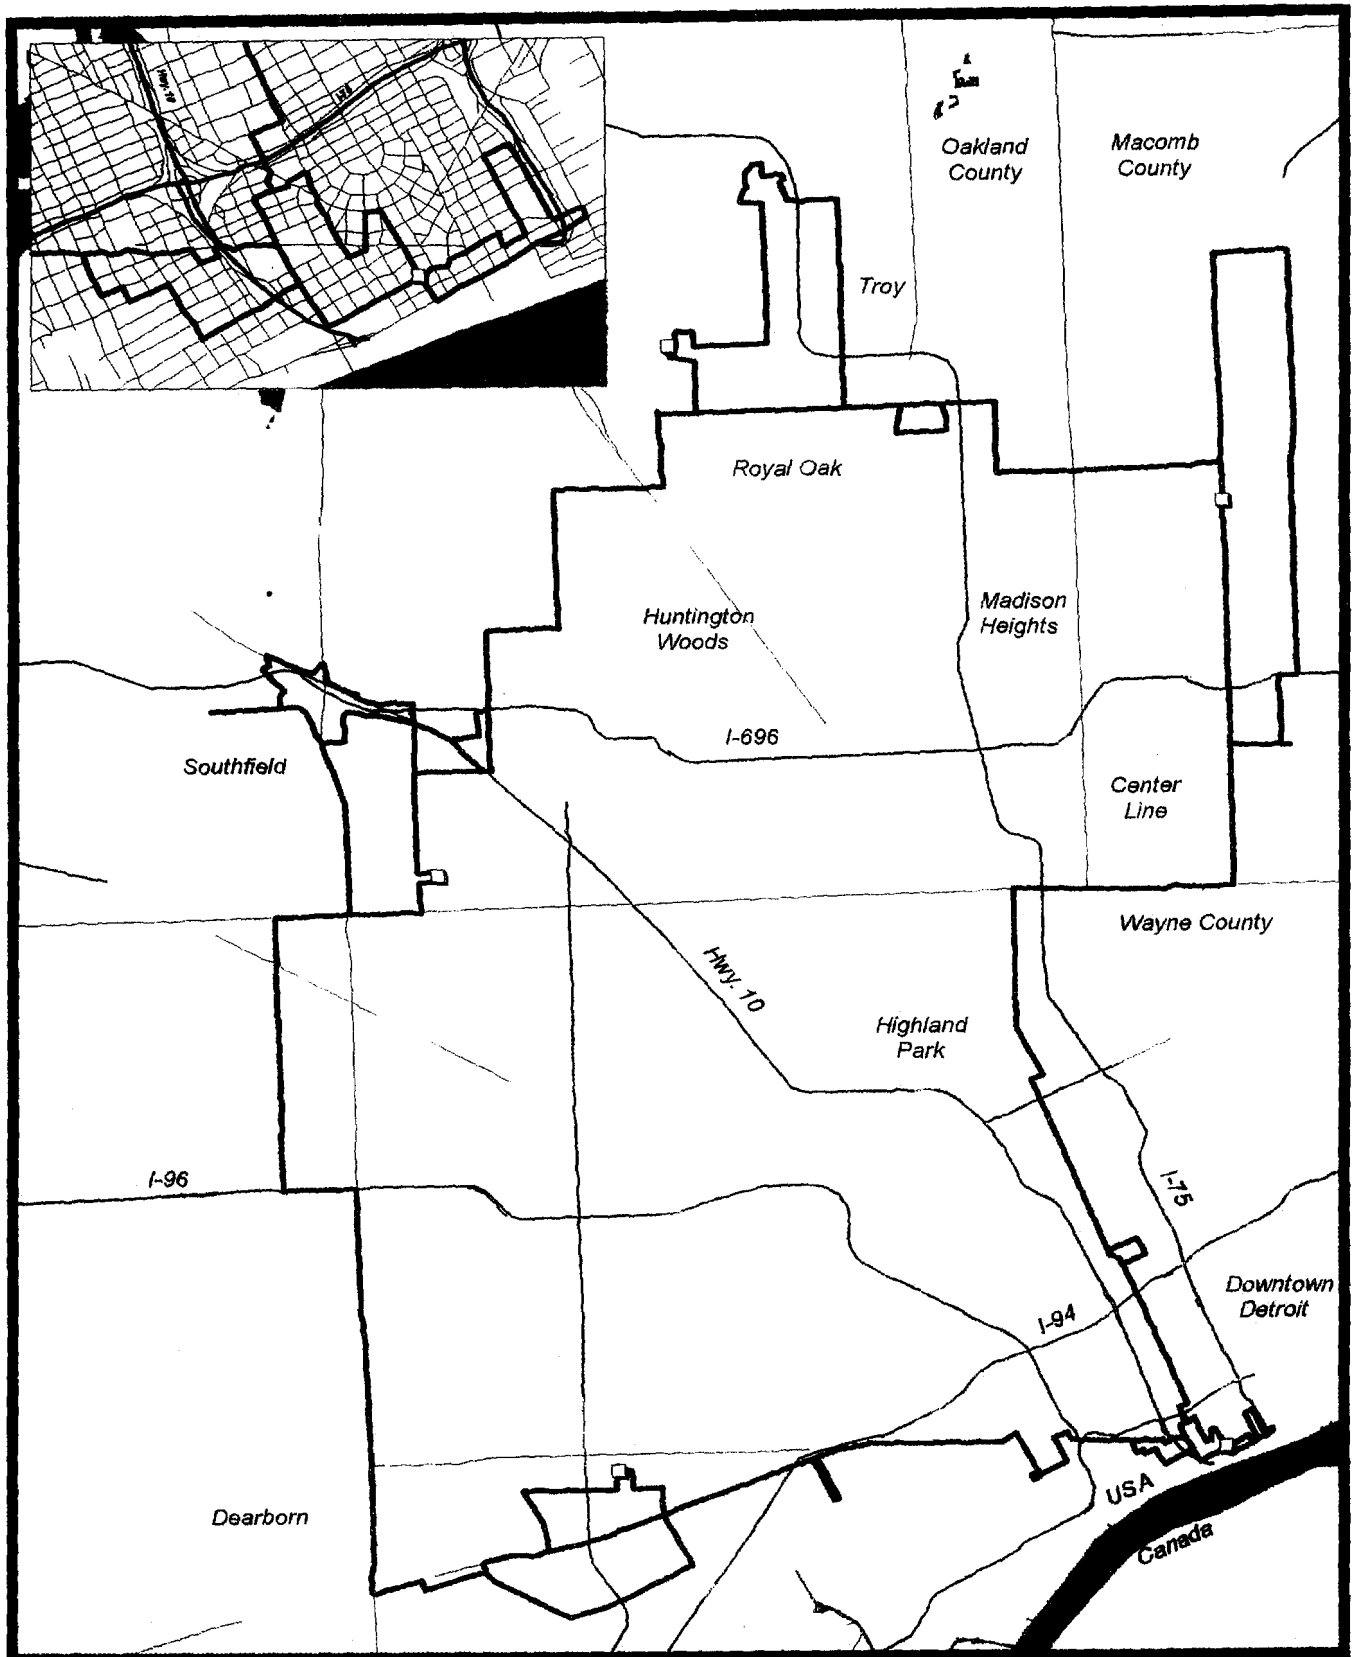 Oakland
County
Macomb
County
Troy
Royal Oak
Huntington
Woods
Madison
Heights
I-696
Southfield
Center
Line
Wayne County
Hwy. 10
Highland
Park
I-96
I-75
Downtown
Detroit
I-94
USA
Dearborn
Canada